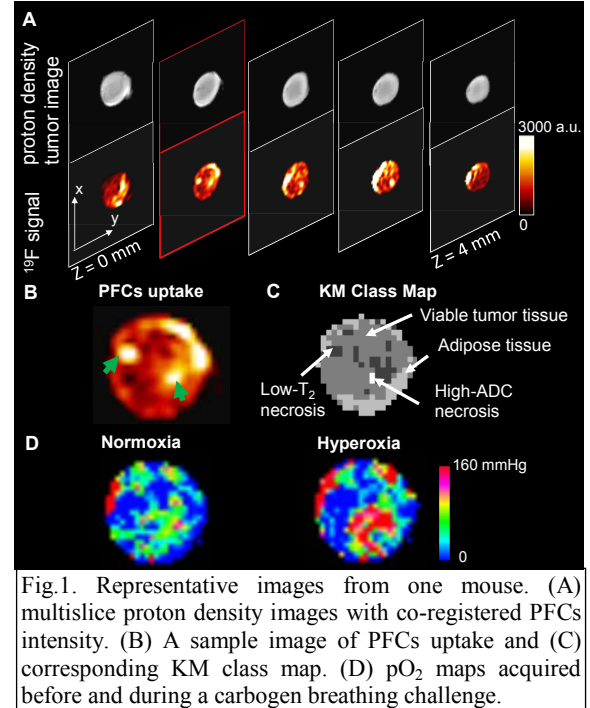 A
proton density
tumor image
3000 a.u.
0
¹⁹F signal
x
y
Z = 0 mm
Z = 4 mm
B PFCs uptake
C KM Class Map
Viable tumor tissue
Adipose tissue
Low-T₂
necrosis
High-ADC
necrosis
D Normoxia Hyperoxia
160 mmHg
0
Fig.1. Representative images from one mouse. (A)
multislice proton density images with co-registered PFCs
intensity. (B) A sample image of PFCs uptake and (C)
corresponding KM class map. (D) pO₂ maps acquired
before and during a carbogen breathing challenge.